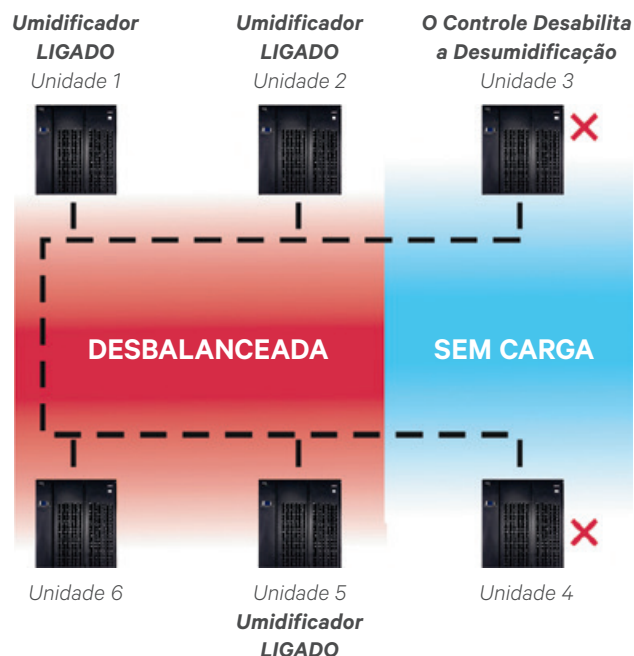 Umidificador
LIGADO
Unidade 1
Umidificador
LIGADO
Unidade 2
O Controle Desabilita
a Desumidificação
Unidade 3
DESBALANCEADA
SEM CARGA
Unidade 6
Unidade 5
Umidificador
LIGADO
Unidade 4